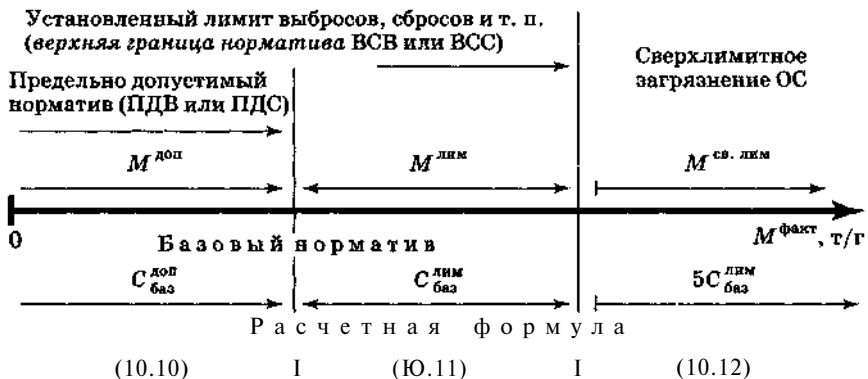 Установленный лимит выбросов, сбросов и т. п.
(верхняя граница норматива ВСВ или ВСС)
Сверхлимитное
загрязнение ОС
Предельно допустимый
норматив (ПДВ или ПДС)
M доп M лим M св. лим
0 M факт, т/г
Базовый норматив
C доп баз C лим баз 5C лим баз
Расчетная формула
(10.10) I (Ю.11) I (10.12)